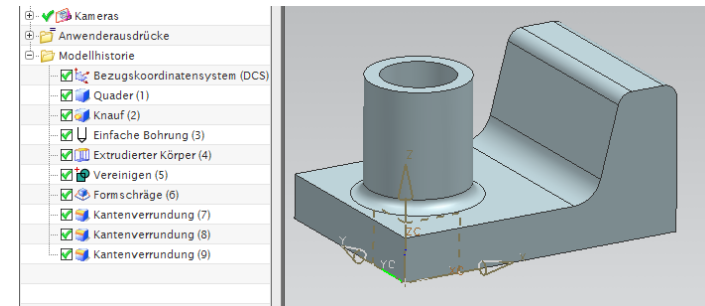 Kameras
Anwenderausdrücke
Modellhistorie
Bezugskoordinatensystem (DCS)
Quader (1)
Knauf (2)
Einfache Bohrung (3)
Extrudierter Körper (4)
Vereinigen (5)
Formschräge (6)
Kantenverrundung (7)
Kantenverrundung (8)
Kantenverrundung (9)
Z
ZC
Y
YC